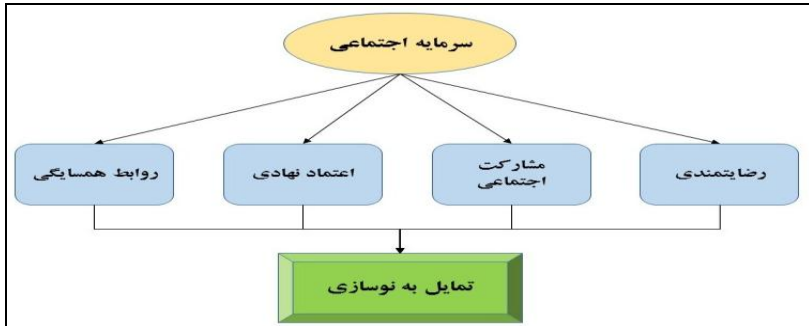 سرمایه اجتماعی
رضایتمندی
مشارکت
اجتماعی
اعتماد نهادی
روابط همسایگی
تمایل به نوسازی